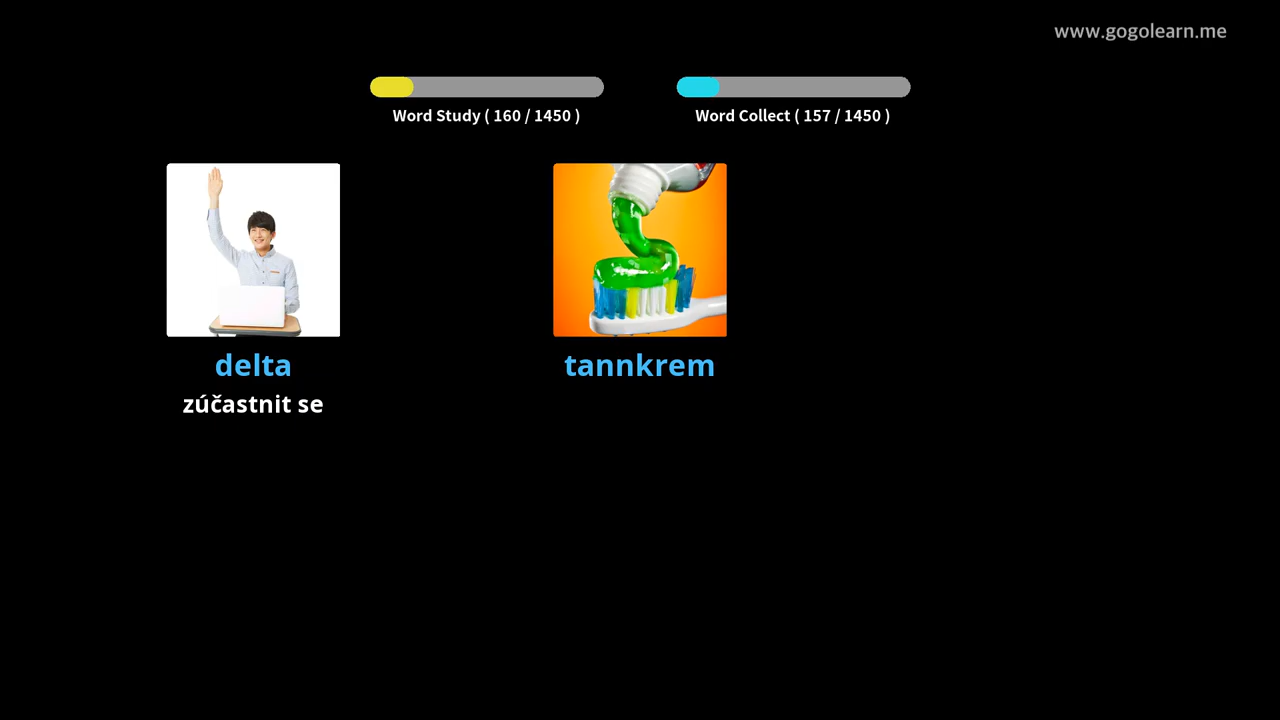 www.gogolearn.me
Word Study ( 160 / 1450 )
Word Collect ( 157 / 1450 )
delta
zúčastnit se
tannkrem